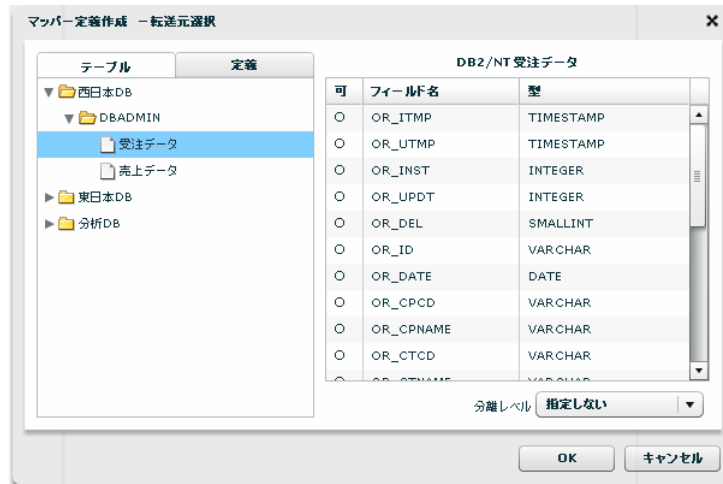 マッパー定義作成 －転送元選択
テーブル
定義
西日本DB
DBADMIN
受注データ
売上データ
東日本DB
分析DB
DB2/NT 受注データ
可 フィールド名 型
○ OR_ITMP TIMESTAMP
○ OR_UTMP TIMESTAMP
○ OR_INST INTEGER
○ OR_UPDT INTEGER
○ OR_DEL SMALLINT
○ OR_ID VARCHAR
○ OR_DATE DATE
○ OR_CPCD VARCHAR
○ OR_CPNAME VARCHAR
○ OR_CTCD VARCHAR
分離レベル 指定しない
OK キャンセル